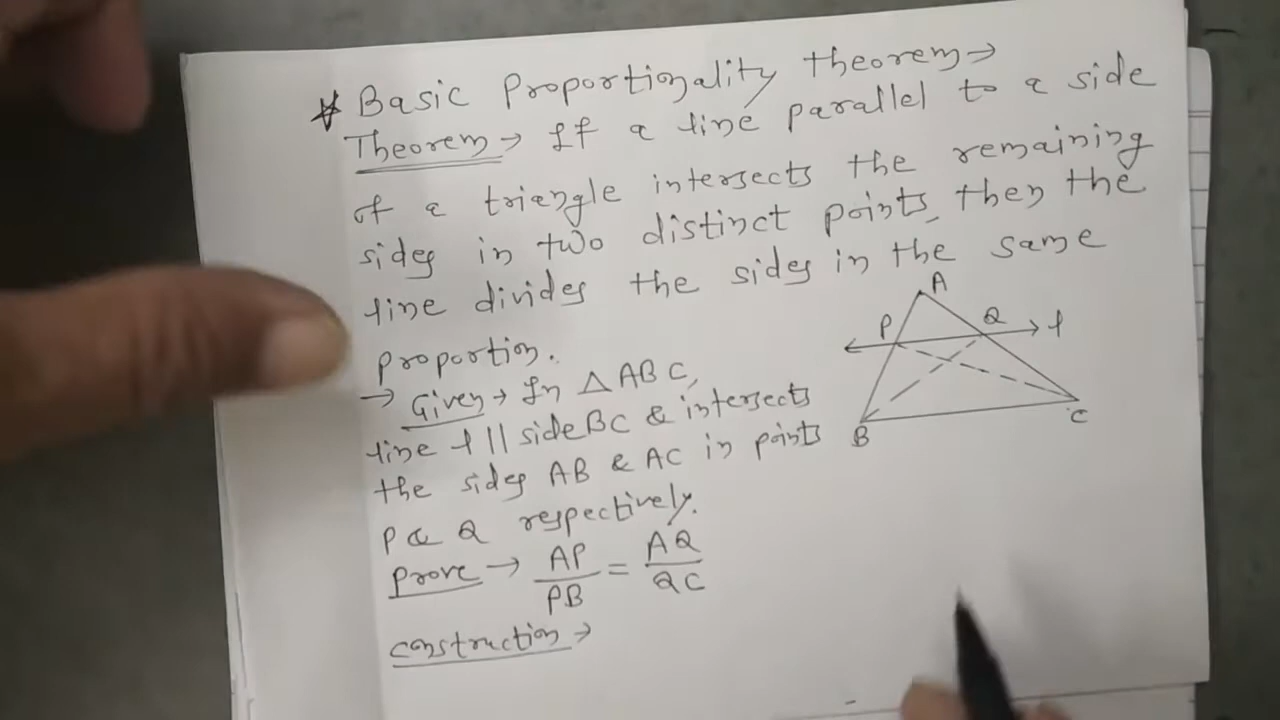 * Basic Proportionality theorem →
Theorem → If a line parallel to a side
of a triangle intersects the remaining
sides in two distinct points, then the
line divides the sides in the same
proportion.
→ Given → In △ABC,
line l || side BC & intersects
the sides AB & AC in points
P & Q respectively.
Prove → AP/PB = AQ/QC
construction →
A
P
Q
l
B
C